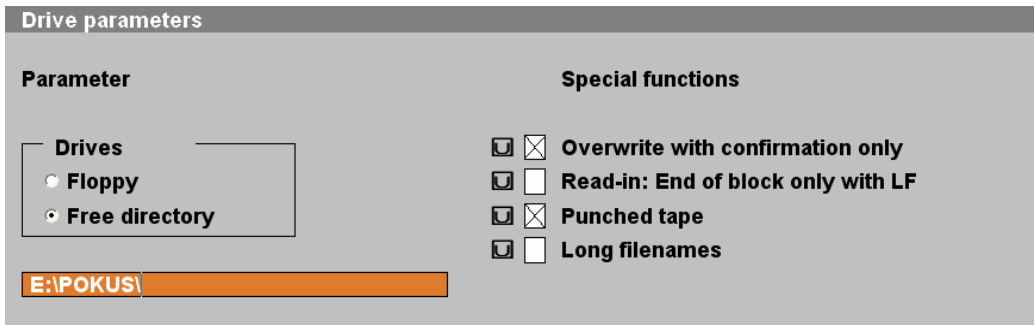 Drive parameters
Parameter
Special functions
Drives
Floppy
Free directory
E:\POKUS\
Overwrite with confirmation only
Read-in: End of block only with LF
Punched tape
Long filenames